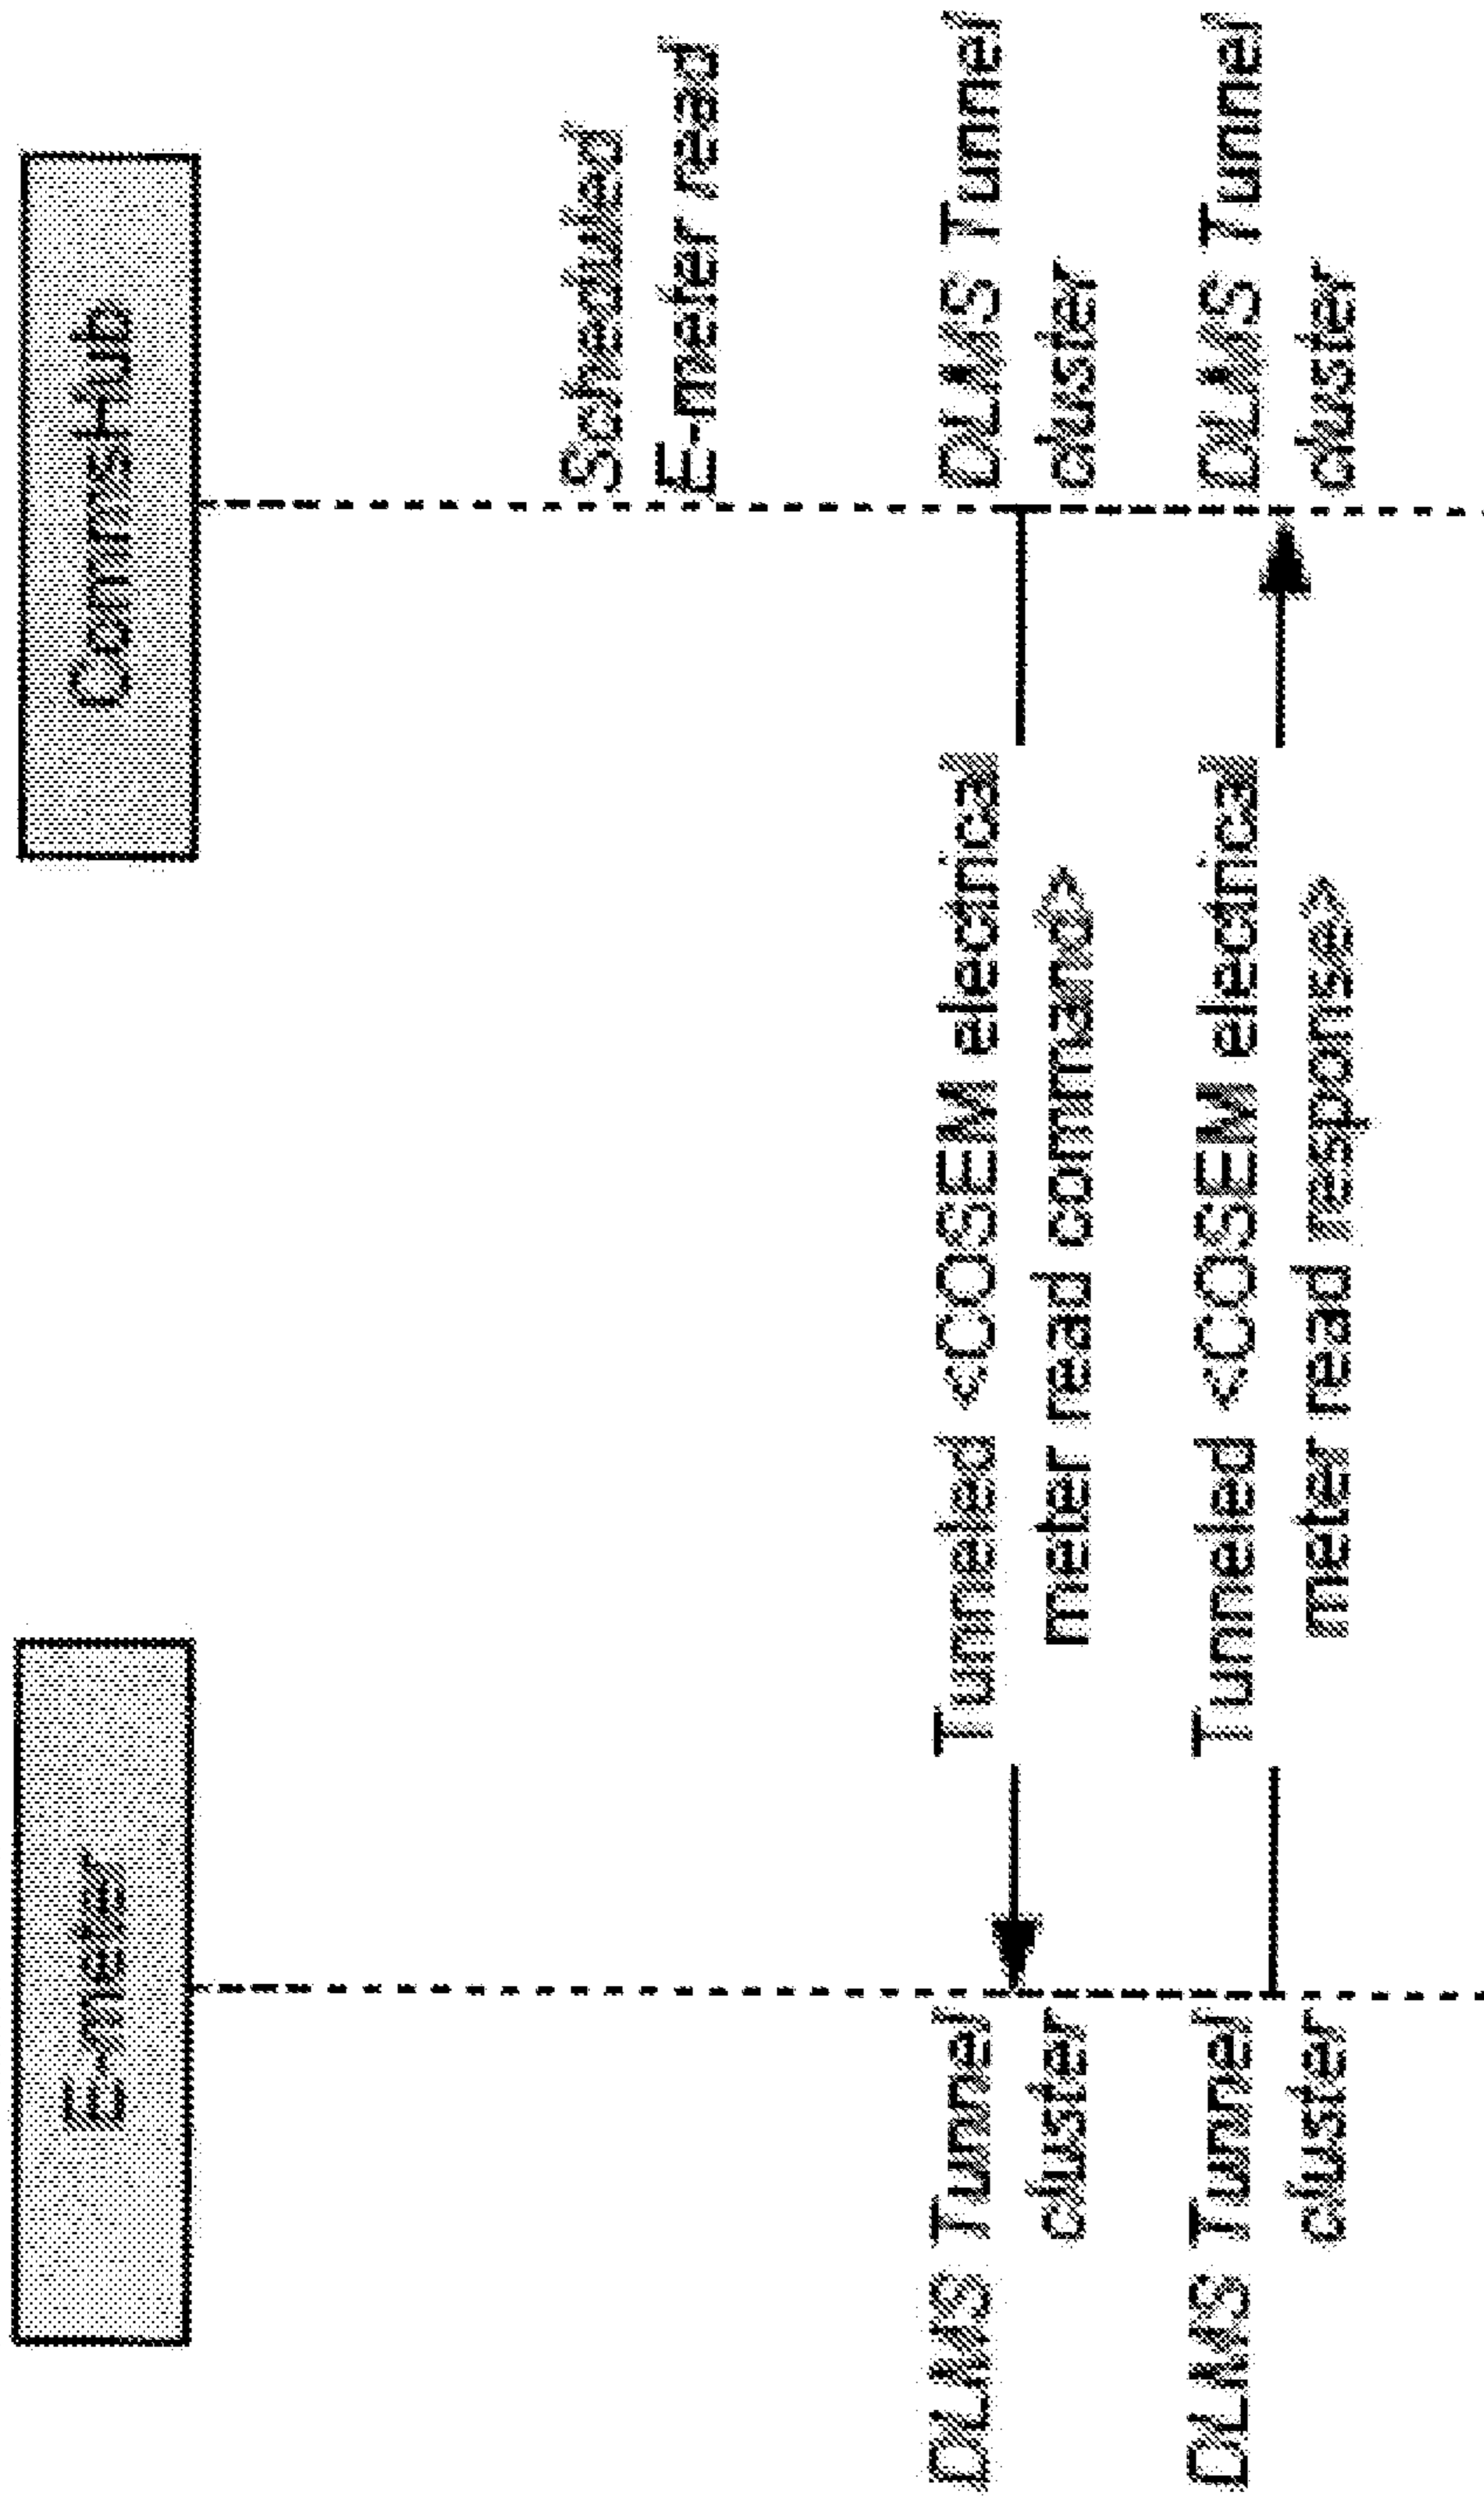 E-meter
CommsHub
Scheduled
E-meter read
DLMS Tunnel
cluster
Tunneled <COSEM electrical
meter read command>
DLMS Tunnel
cluster
DLMS Tunnel
cluster
Tunneled <COSEM electrical
meter read response>
DLMS Tunnel
cluster